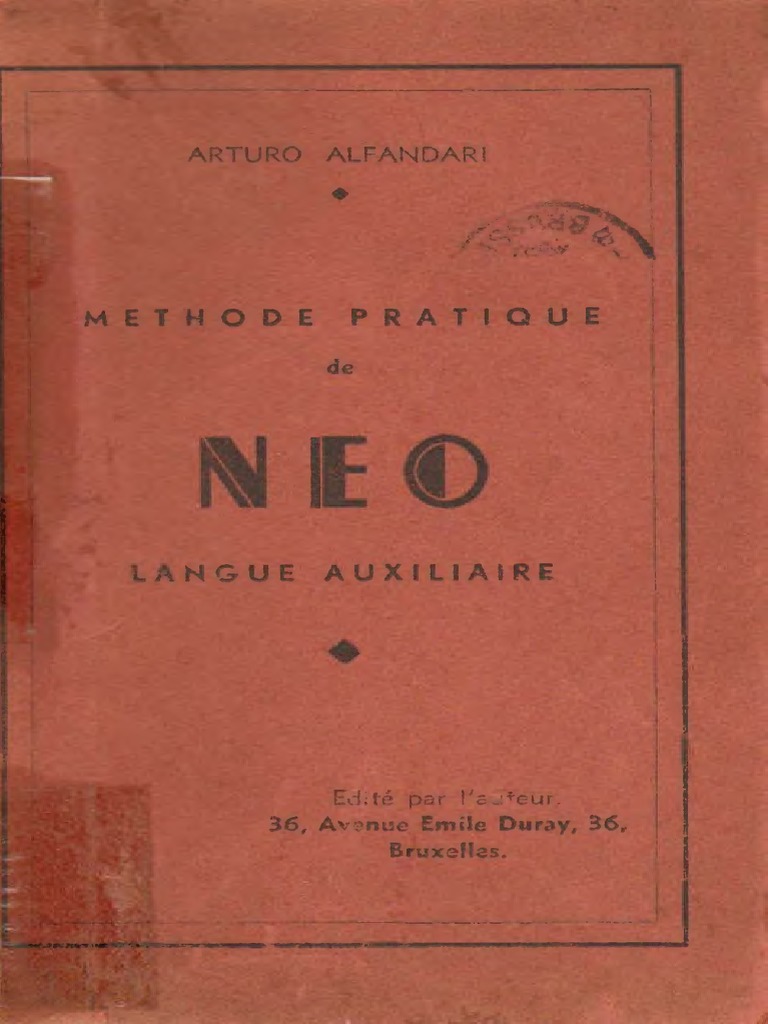 ARTURO ALFANDARI
METHODE PRATIQUE
de
NEO
LANGUE AUXILIAIRE
Edité par l'auteur.
36, Avenue Emile Duray, 36,
Bruxelles.